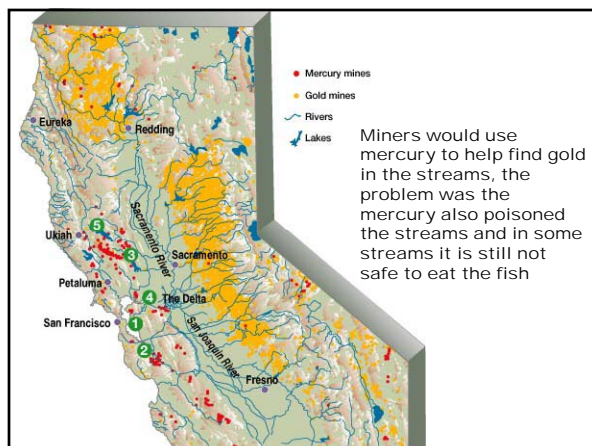 Mercury mines
Gold mines
Rivers
Lakes
Miners would use
mercury to help find gold
in the streams, the
problem was the
mercury also poisoned
the streams and in some
streams it is still not
safe to eat the fish
Eureka
Redding
Sacramento River
5
Ukiah
3
Sacramento
Petaluma
4
The Delta
San Francisco
1
2
San Joaquin River
Fresno